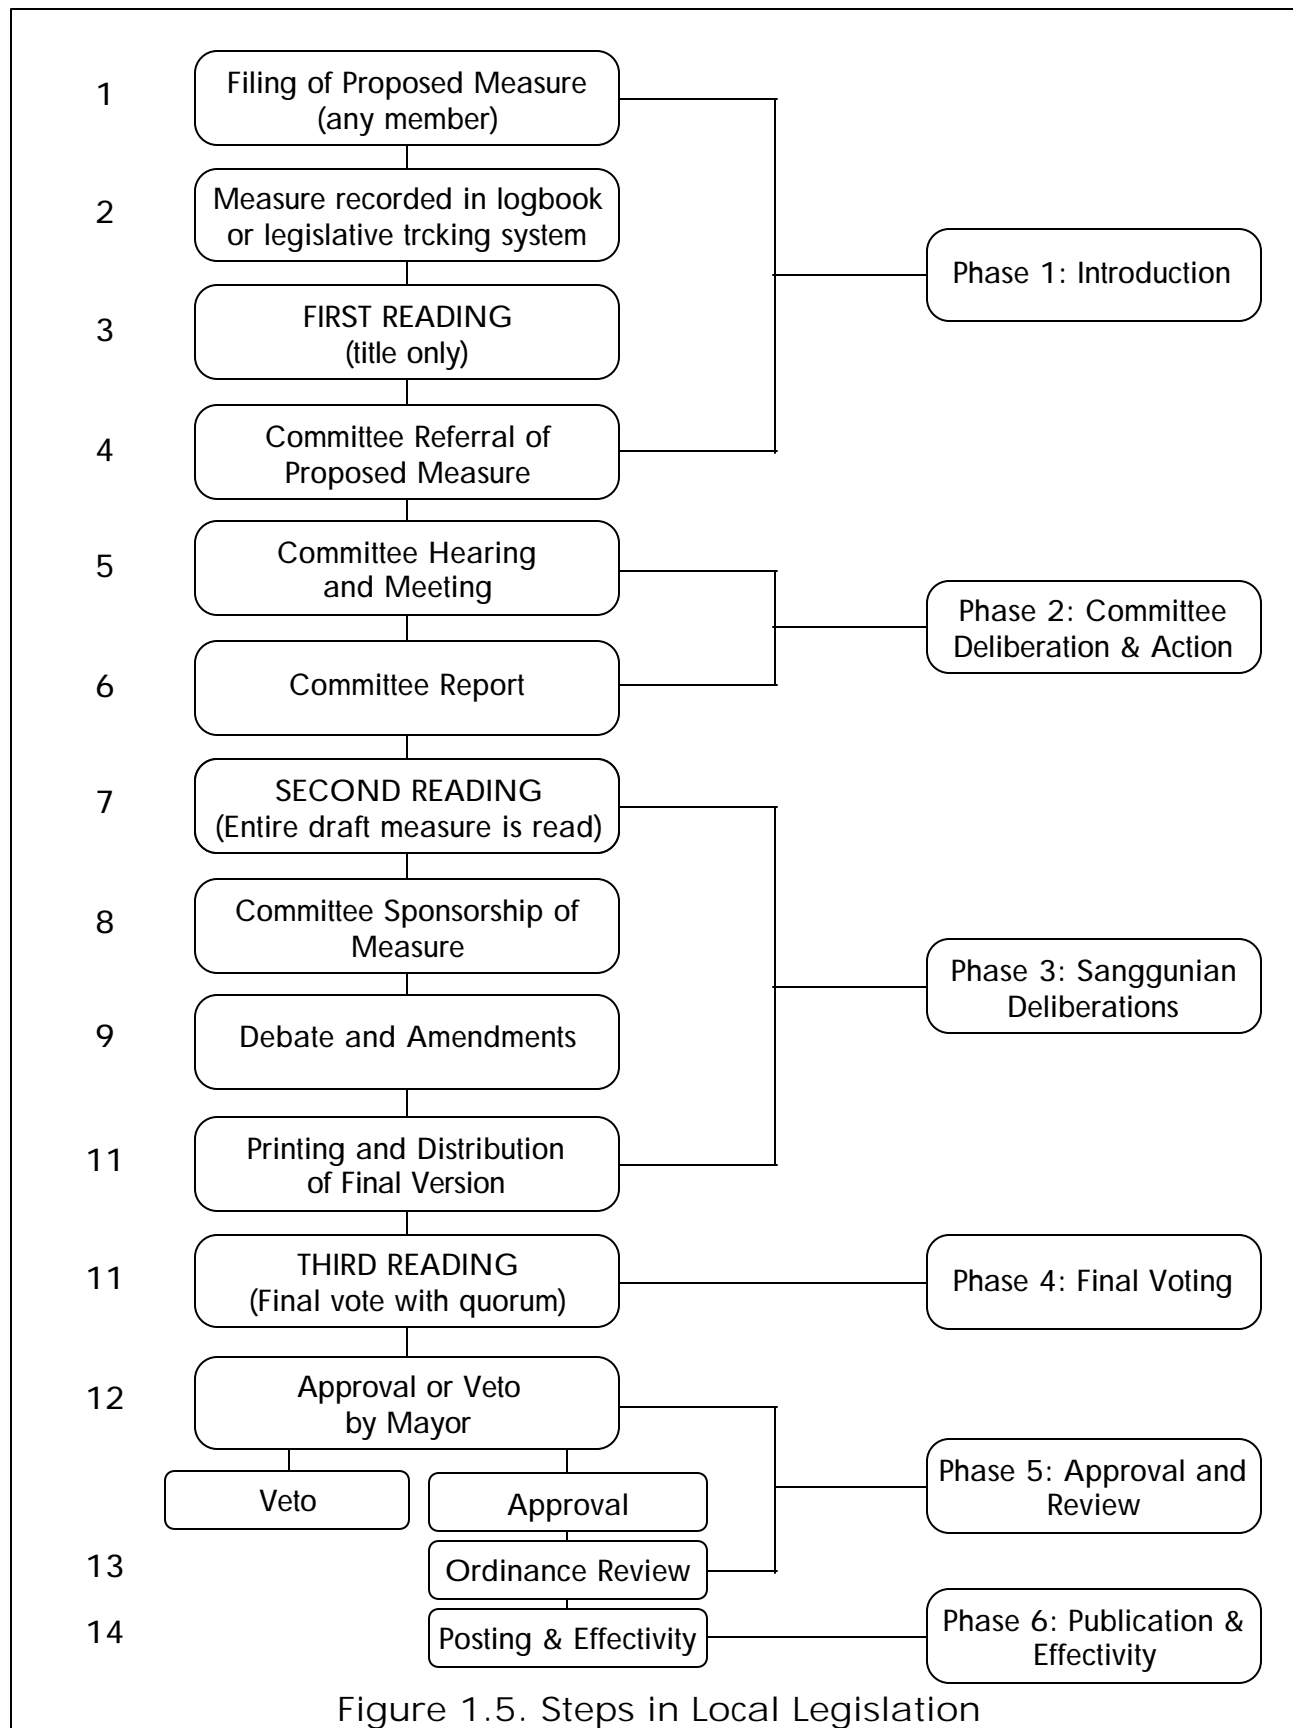 1
Filing of Proposed Measure
(any member)
2
Measure recorded in logbook
or legislative trcking system
Phase 1: Introduction
3
FIRST READING
(title only)
4
Committee Referral of
Proposed Measure
5
Committee Hearing
and Meeting
Phase 2: Committee
Deliberation & Action
6
Committee Report
7
SECOND READING
(Entire draft measure is read)
8
Committee Sponsorship of
Measure
Phase 3: Sanggunian
Deliberations
9
Debate and Amendments
11
Printing and Distribution
of Final Version
11
THIRD READING
(Final vote with quorum)
Phase 4: Final Voting
12
Approval or Veto
by Mayor
Veto
Approval
Phase 5: Approval and
Review
13
Ordinance Review
14
Posting & Effectivity
Phase 6: Publication &
Effectivity
Figure 1.5. Steps in Local Legislation